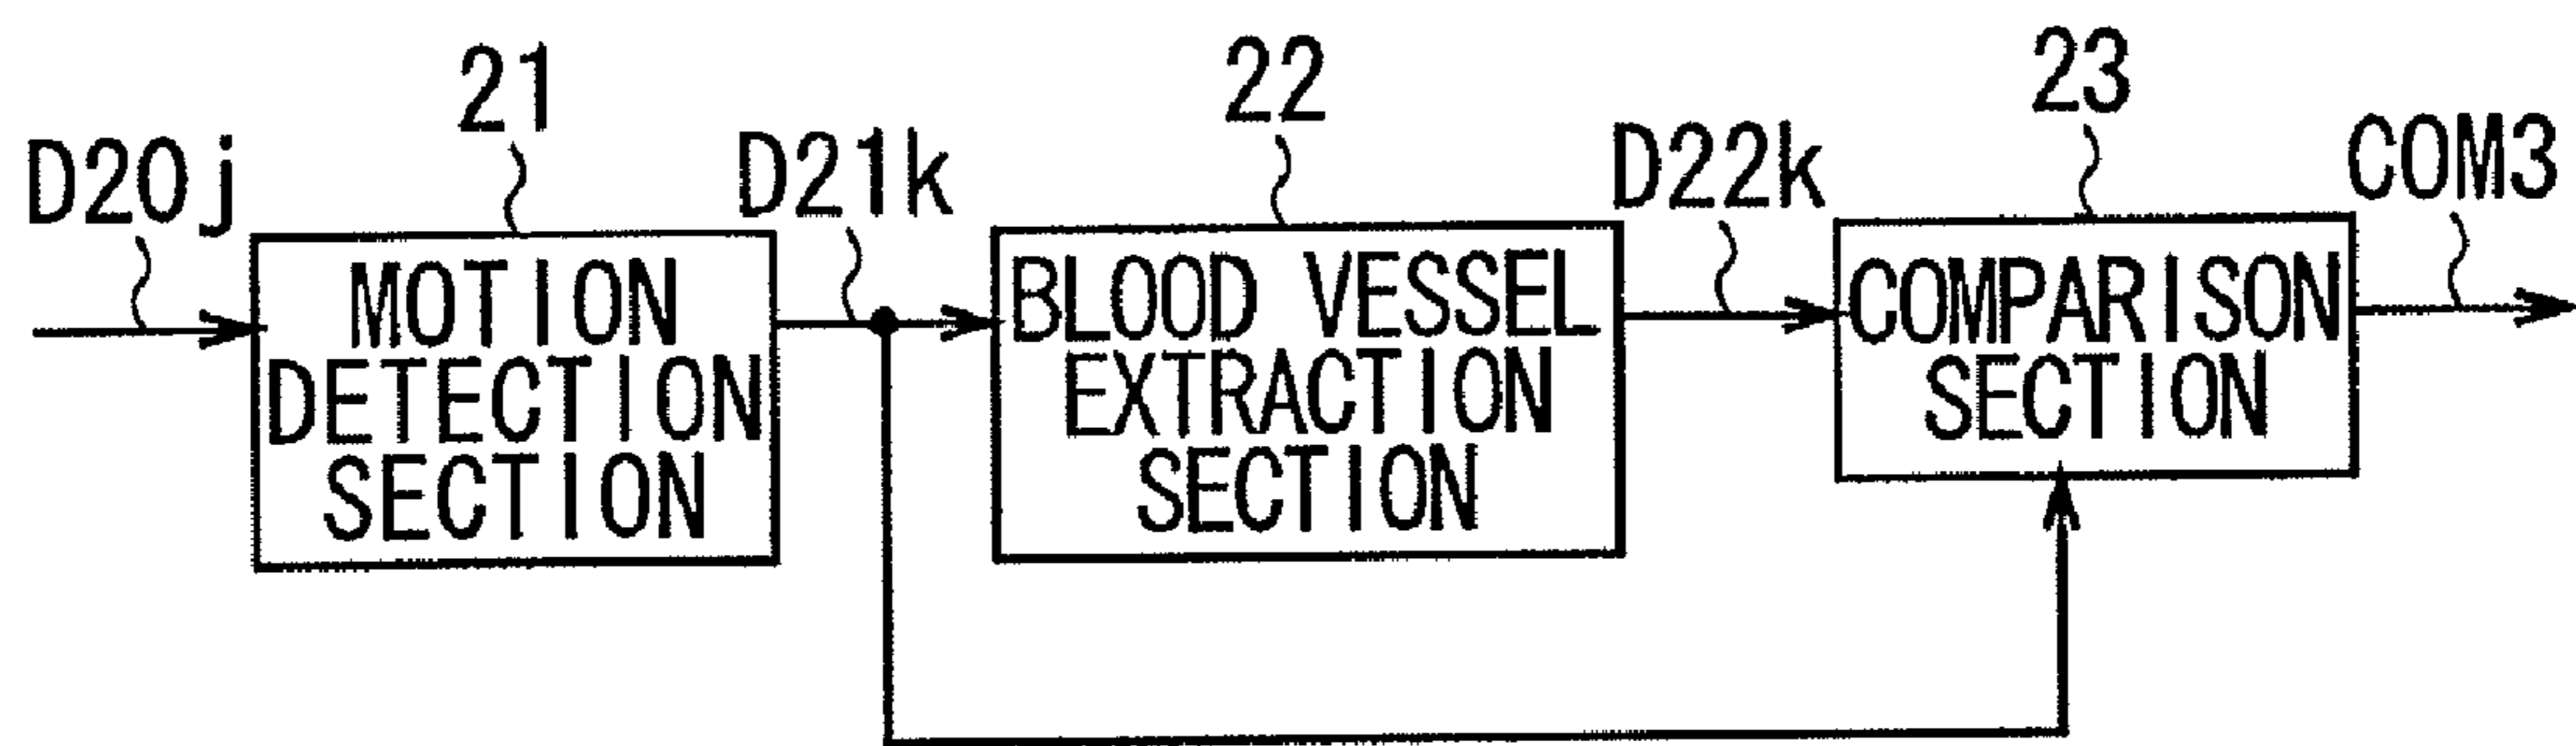 21
22
23
D20j
D21k
D22k
COM3
MOTION
DETECTION
SECTION
BLOOD VESSEL
EXTRACTION
SECTION
COMPARISON
SECTION